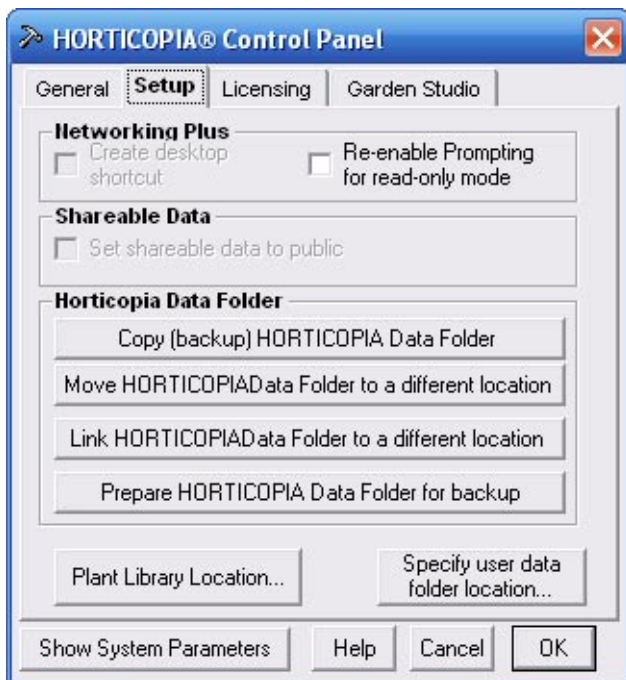 HORTICOPIA® Control Panel
General Setup Licensing Garden Studio
Networking Plus
Create desktop
shortcut
Re-enable Prompting
for read-only mode
Shareable Data
Set shareable data to public
Horticopia Data Folder
Copy (backup) HORTICOPIA Data Folder
Move HORTICOPIAData Folder to a different location
Link HORTICOPIAData Folder to a different location
Prepare HORTICOPIA Data Folder for backup
Plant Library Location...
Specify user data
folder location...
Show System Parameters Help Cancel OK